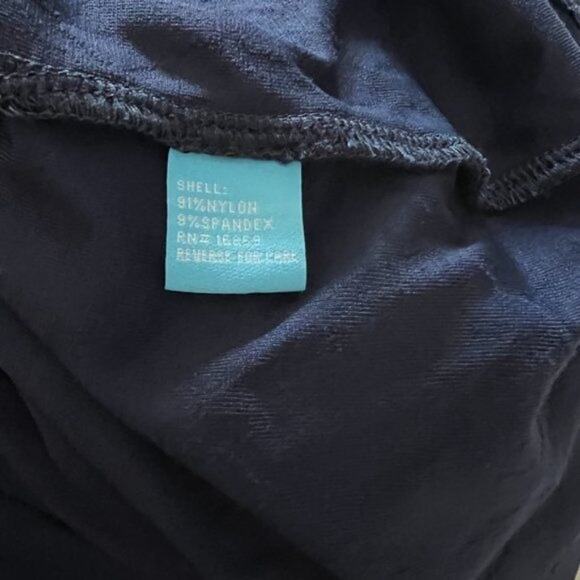 SHELL:
91%NYLON
9%SPANDEX
RN# 16859
REVERSE FOR CARE